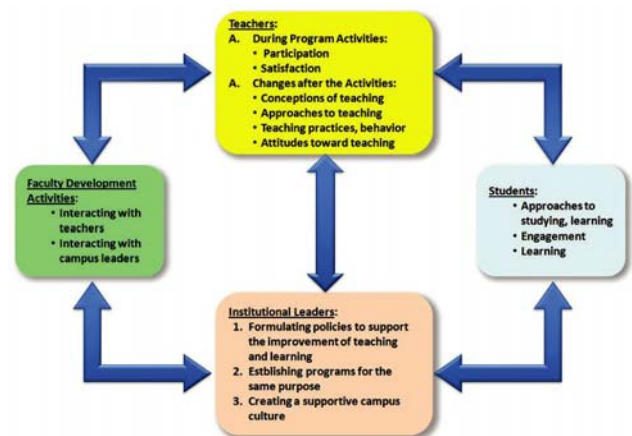 Teachers:
A. During Program Activities:
• Participation
• Satisfaction
A. Changes after the Activities:
• Conceptions of teaching
• Approaches to teaching
• Teaching practices, behavior
• Attitudes toward teaching
Faculty Development
Activities:
• Interacting with
teachers
• Interacting with
campus leaders
Students:
• Approaches to
studying, learning
• Engagement
• Learning
Institutional Leaders:
1. Formulating policies to support
the improvement of teaching
and learning
2. Estblishing programs for the
same purpose
3. Creating a supportive campus
culture